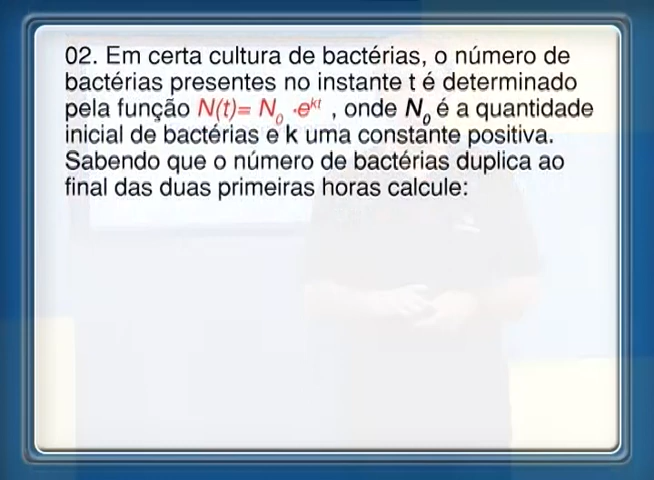 02. Em certa cultura de bactérias, o número de
bactérias presentes no instante t é determinado
pela função N(t)= N₀ ·eᵏᵗ , onde N₀ é a quantidade
inicial de bactérias e k uma constante positiva.
Sabendo que o número de bactérias duplica ao
final das duas primeiras horas calcule: